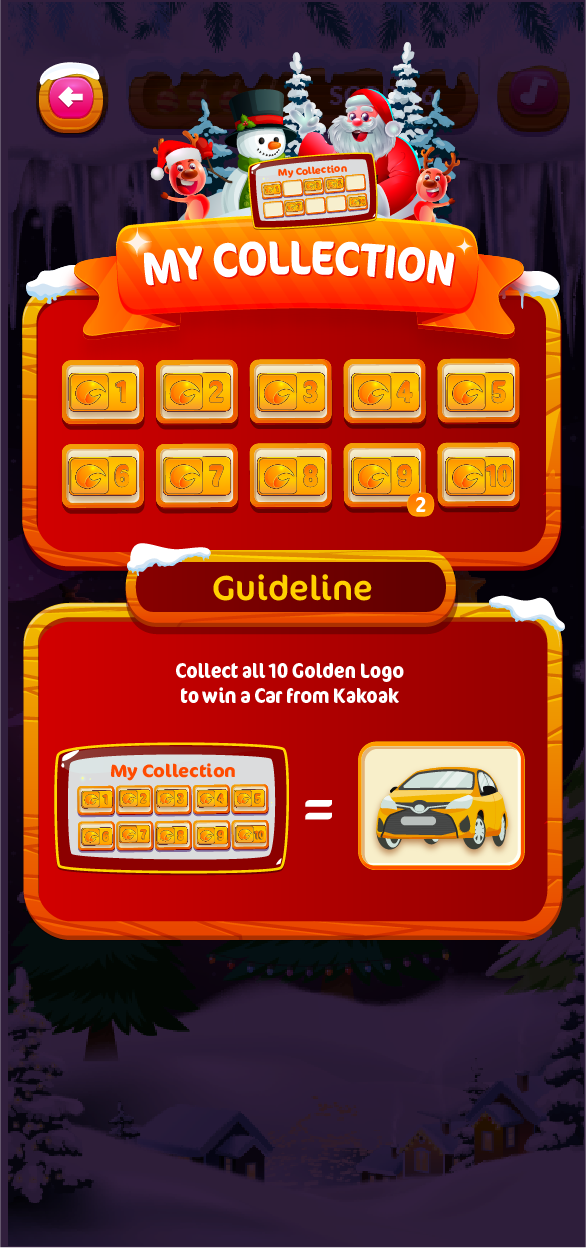 My Collection
MY COLLECTION
1 2 3 4 5
6 7 8 9 10
2
Guideline
Collect all 10 Golden Logo
to win a Car from Kakoak
My Collection
1 2 3 4 5
6 7 8 9 10
=